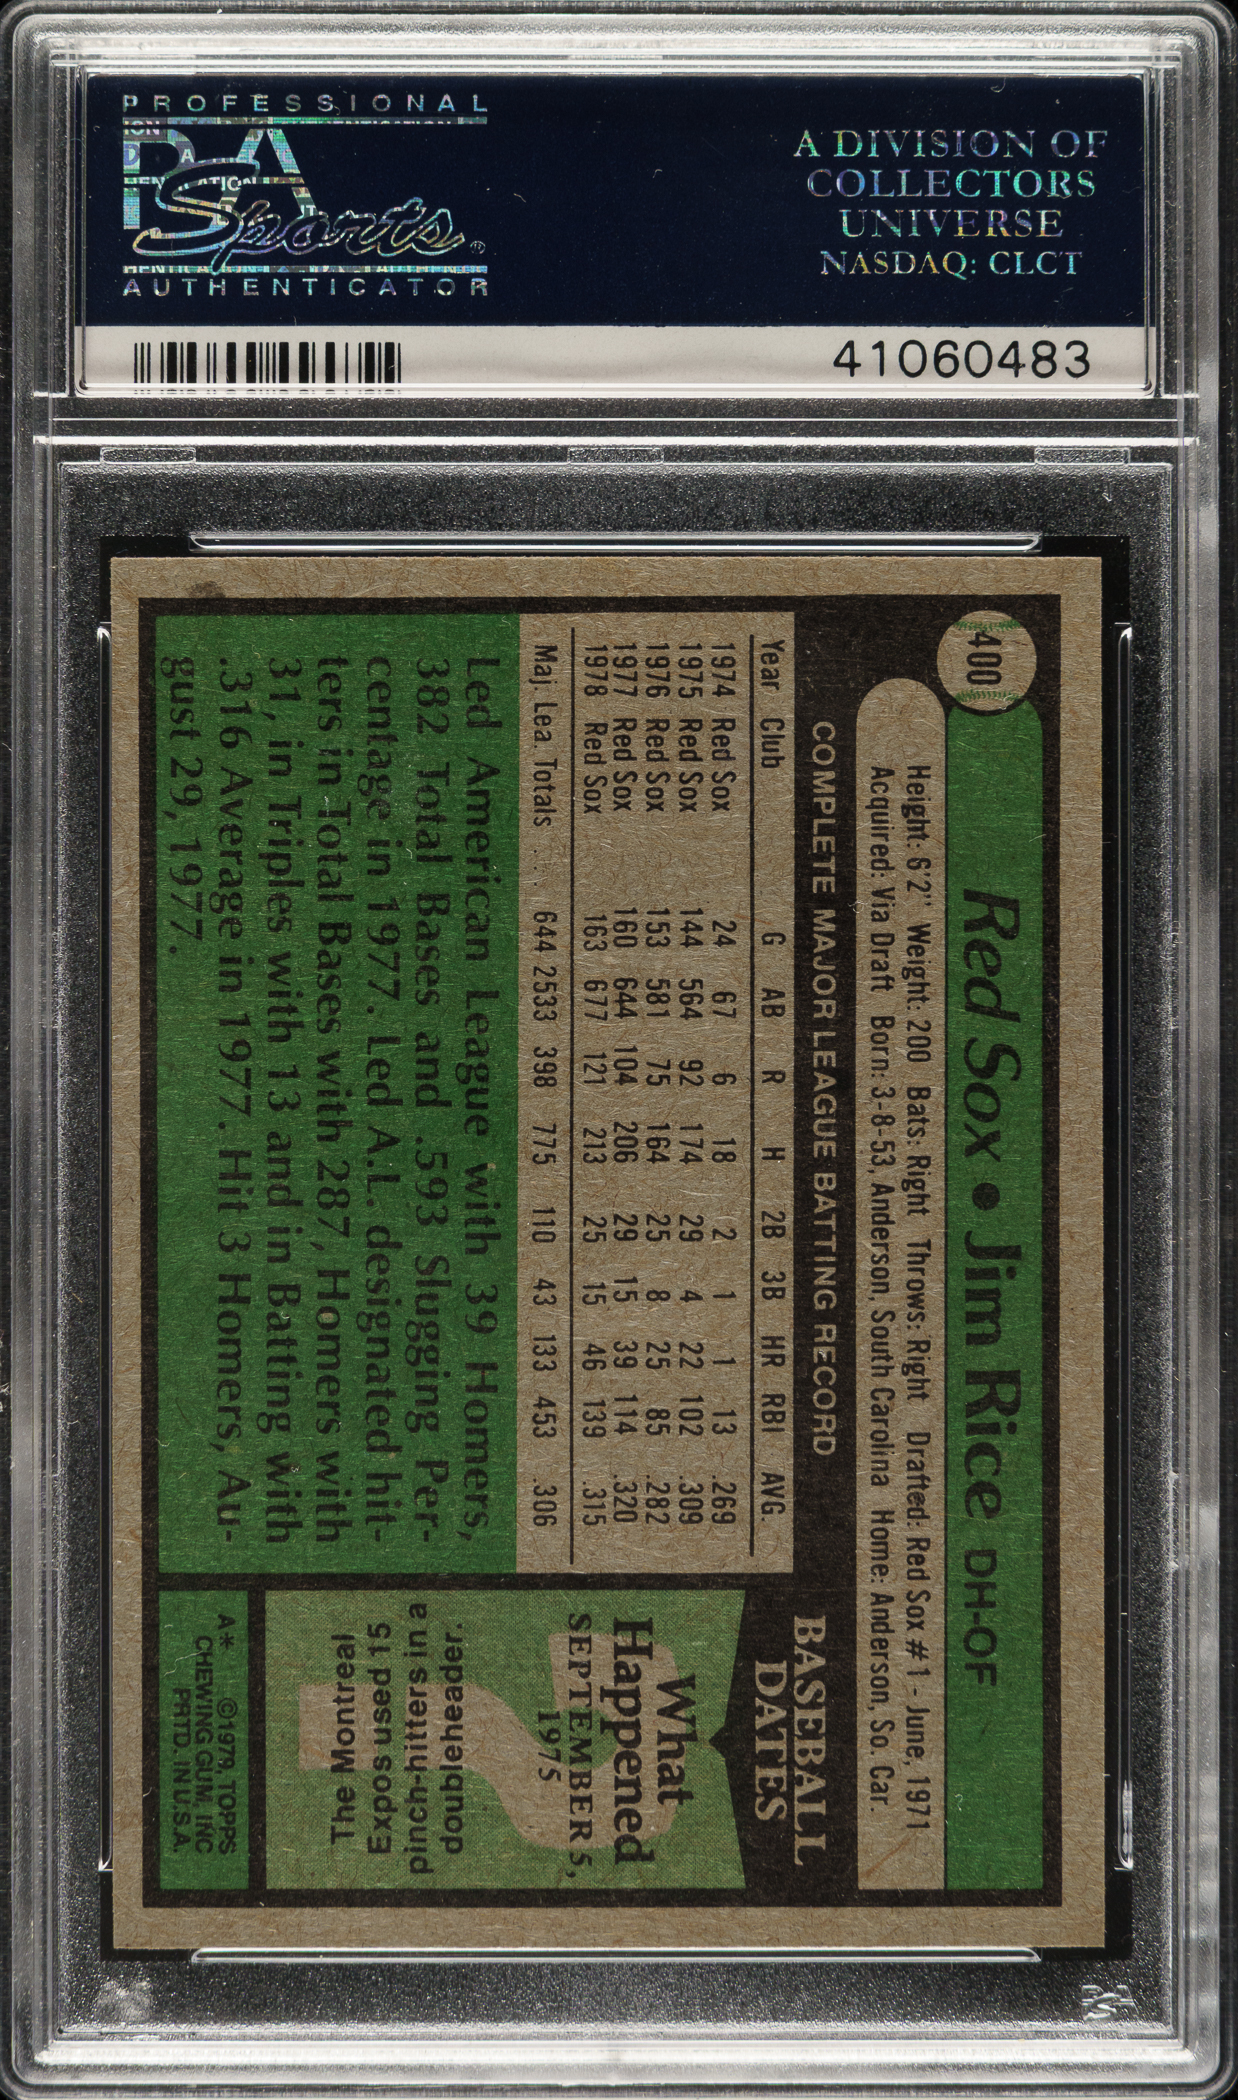 PROFESSIONAL
PSA
Sports
AUTHENTICATOR
A DIVISION OF
COLLECTORS
UNIVERSE
NASDAQ: CLCT
41060483
400
Red Sox • Jim Rice DH-OF
Height: 6'2" Weight: 200 Bats: Right Throws: Right Drafted: Red Sox #1 - June, 1971
Acquired: Via Draft Born: 3-8-53, Anderson, South Carolina Home: Anderson, So. Car.
COMPLETE MAJOR LEAGUE BATTING RECORD
Year Club G AB R H 2B 3B HR RBI AVG.
1974 Red Sox 24 67 6 18 2 1 1 13 .269
1975 Red Sox 144 564 92 174 29 4 22 102 .309
1976 Red Sox 153 581 75 164 25 8 25 85 .282
1977 Red Sox 160 644 104 206 29 15 39 114 .320
1978 Red Sox 163 677 121 213 25 15 46 139 .315
Maj. Lea. Totals . . . 644 2533 398 775 110 43 133 453 .306
Led American League with 39 Homers,
382 Total Bases and .593 Slugging Per-
centage in 1977. Led A.L. designated hit-
ters in Total Bases with 287, Homers with
31, in Triples with 13 and in Batting with
.316 Average in 1977. Hit 3 Homers, Au-
gust 29, 1977.
BASEBALL
DATES
What
Happened
SEPTEMBER 5,
1975
The Montreal
Expos used 15
pinch-hitters in a
doubleheader.
A* ©1979, TOPPS
CHEWING GUM, INC
PRTD. IN U.S.A.
PSA